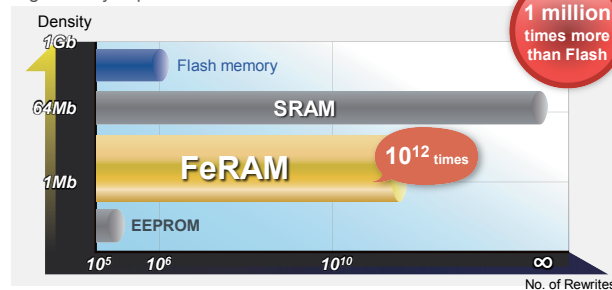 Density
1Gb
Flash memory
1 million
times more
than Flash
64Mb
SRAM
FeRAM
10¹² times
1Mb
EEPROM
10⁵
10⁶
10¹⁰
∞
No. of Rewrites